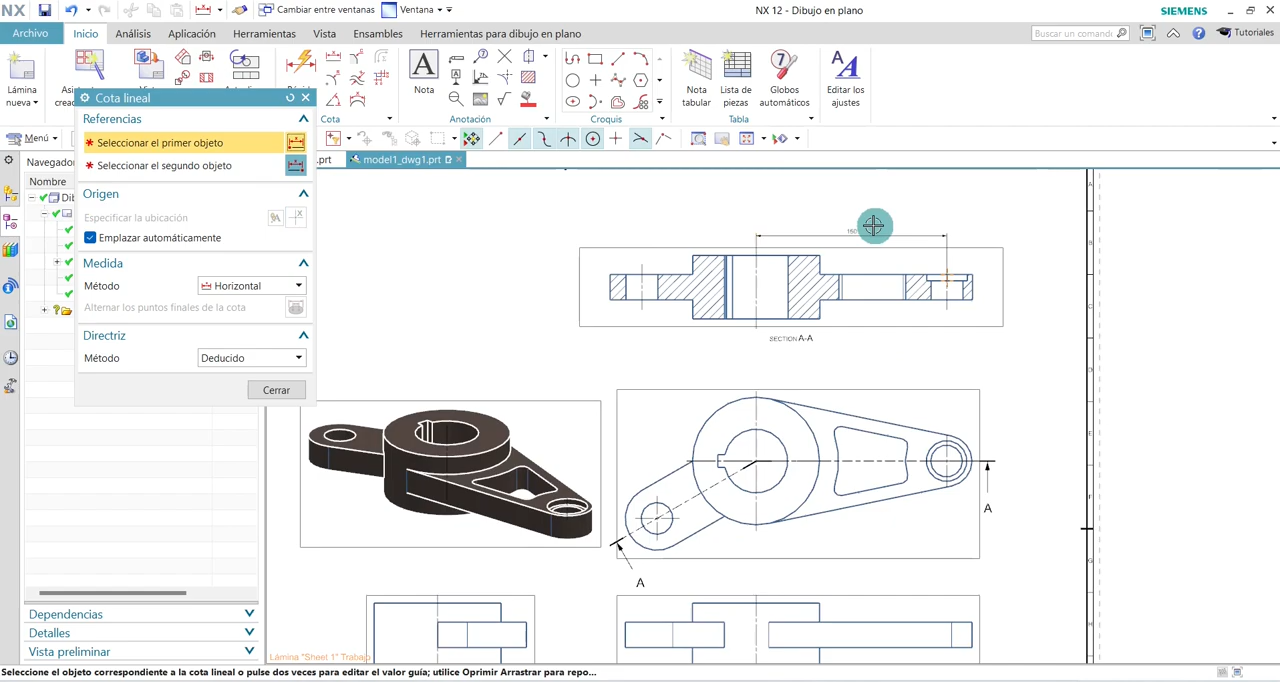 NX
Cambiar entre ventanas
Ventana
NX 12 - Dibujo en plano
SIEMENS
Archivo
Inicio
Análisis
Aplicación
Herramientas
Vista
Ensambles
Herramientas para dibujo en plano
Buscar un comando
Tutoriales
Lámina
nueva
Nota
Nota
tabular
Lista de
piezas
Globos
automáticos
Editar los
ajustes
Cota
Anotación
Croquis
Tabla
Menú
.prt
model1_dwg1.prt
Navegador
Nombre
Cota lineal
Referencias
* Seleccionar el primer objeto
* Seleccionar el segundo objeto
Origen
Especificar la ubicación
Emplazar automáticamente
Medida
Método
Horizontal
Alternar los puntos finales de la cota
Directriz
Método
Deducido
Cerrar
SECTION A-A
A
A
Dependencias
Detalles
Vista preliminar
Lámina "Sheet 1" Trabajo
Seleccione el objeto correspondiente a la cota lineal o pulse dos veces para editar el valor guía; utilice Oprimir Arrastrar para repo...